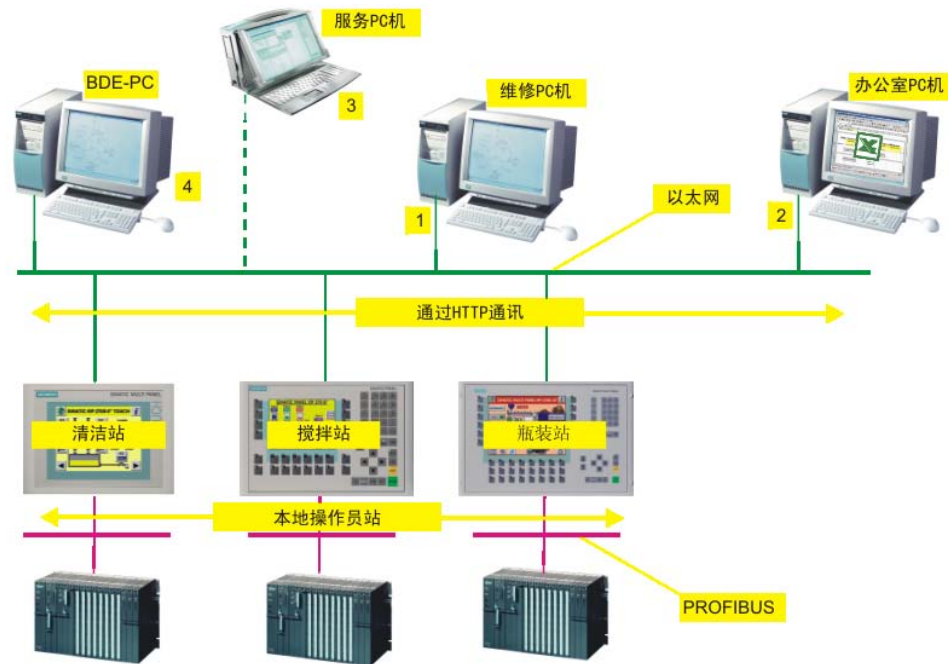 服务PC机
BDE-PC
3
维修PC机
办公室PC机
4
1
以太网
2
通过HTTP通讯
清洁站
搅拌站
瓶装站
本地操作员站
PROFIBUS